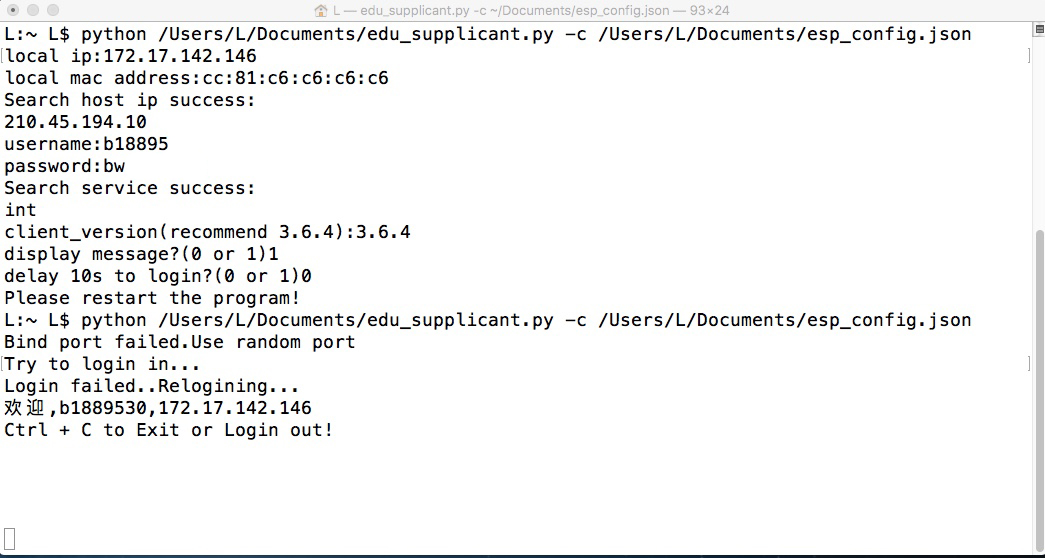 L — edu_supplicant.py -c ~/Documents/esp_config.json — 93×24
L:~ L$ python /Users/L/Documents/edu_supplicant.py -c /Users/L/Documents/esp_config.json
local ip:172.17.142.146
local mac address:cc:81:c6:c6:c6:c6
Search host ip success:
210.45.194.10
username:b18895
password:bw
Search service success:
int
client_version(recommend 3.6.4):3.6.4
display message?(0 or 1)1
delay 10s to login?(0 or 1)0
Please restart the program!
L:~ L$ python /Users/L/Documents/edu_supplicant.py -c /Users/L/Documents/esp_config.json
Bind port failed.Use random port
Try to login in...
Login failed..Relogining...
欢迎,b1889530,172.17.142.146
Ctrl + C to Exit or Login out!